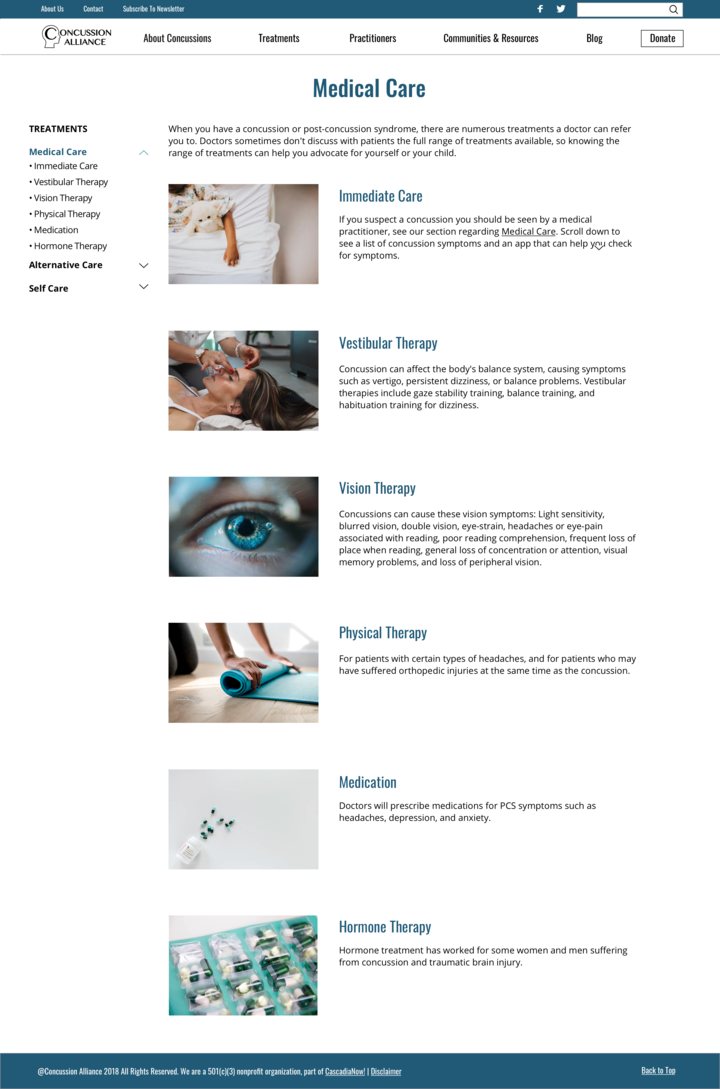 About Us Contact Subscribe To Newsletter
CONCUSSION
ALLIANCE
About Concussions Treatments Practitioners Communities & Resources Blog Donate
Medical Care
TREATMENTS
Medical Care
• Immediate Care
• Vestibular Therapy
• Vision Therapy
• Physical Therapy
• Medication
• Hormone Therapy
Alternative Care
Self Care
When you have a concussion or post-concussion syndrome, there are numerous treatments a doctor can refer
you to. Doctors sometimes don't discuss with patients the full range of treatments available, so knowing the
range of treatments can help you advocate for yourself or your child.
Immediate Care
If you suspect a concussion you should be seen by a medical
practitioner, see our section regarding Medical Care. Scroll down to
see a list of concussion symptoms and an app that can help you check
for symptoms.
Vestibular Therapy
Concussion can affect the body's balance system, causing symptoms
such as vertigo, persistent dizziness, or balance problems. Vestibular
therapies include gaze stability training, balance training, and
habituation training for dizziness.
Vision Therapy
Concussions can cause these vision symptoms: Light sensitivity,
blurred vision, double vision, eye-strain, headaches or eye-pain
associated with reading, poor reading comprehension, frequent loss of
place when reading, general loss of concentration or attention, visual
memory problems, and loss of peripheral vision.
Physical Therapy
For patients with certain types of headaches, and for patients who may
have suffered orthopedic injuries at the same time as the concussion.
Medication
Doctors will prescribe medications for PCS symptoms such as
headaches, depression, and anxiety.
Hormone Therapy
Hormone treatment has worked for some women and men suffering
from concussion and traumatic brain injury.
@Concussion Alliance 2018 All Rights Reserved. We are a 501(c)(3) nonprofit organization, part of CascadiaNow! | Disclaimer
Back to Top